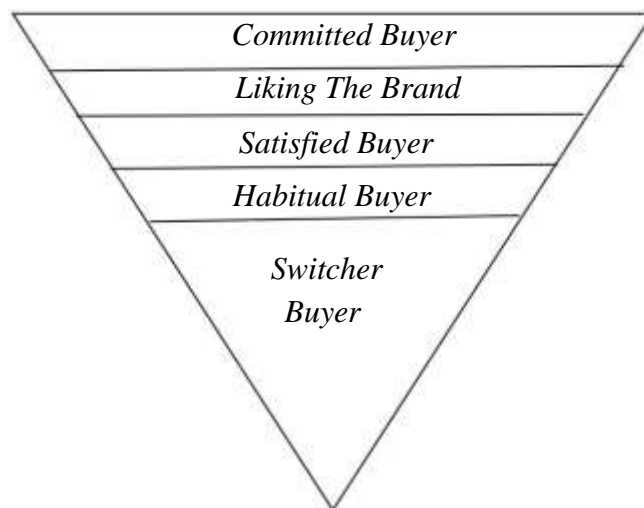 Committed Buyer
Liking The Brand
Satisfied Buyer
Habitual Buyer
Switcher
Buyer